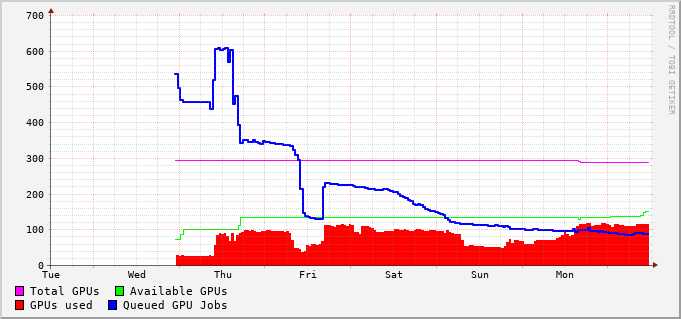 700
600
500
400
300
200
100
0
Tue Wed Thu Fri Sat Sun Mon
Total GPUs Available GPUs
GPUs used Queued GPU Jobs
RRDTOOL / TOBI OETIKER